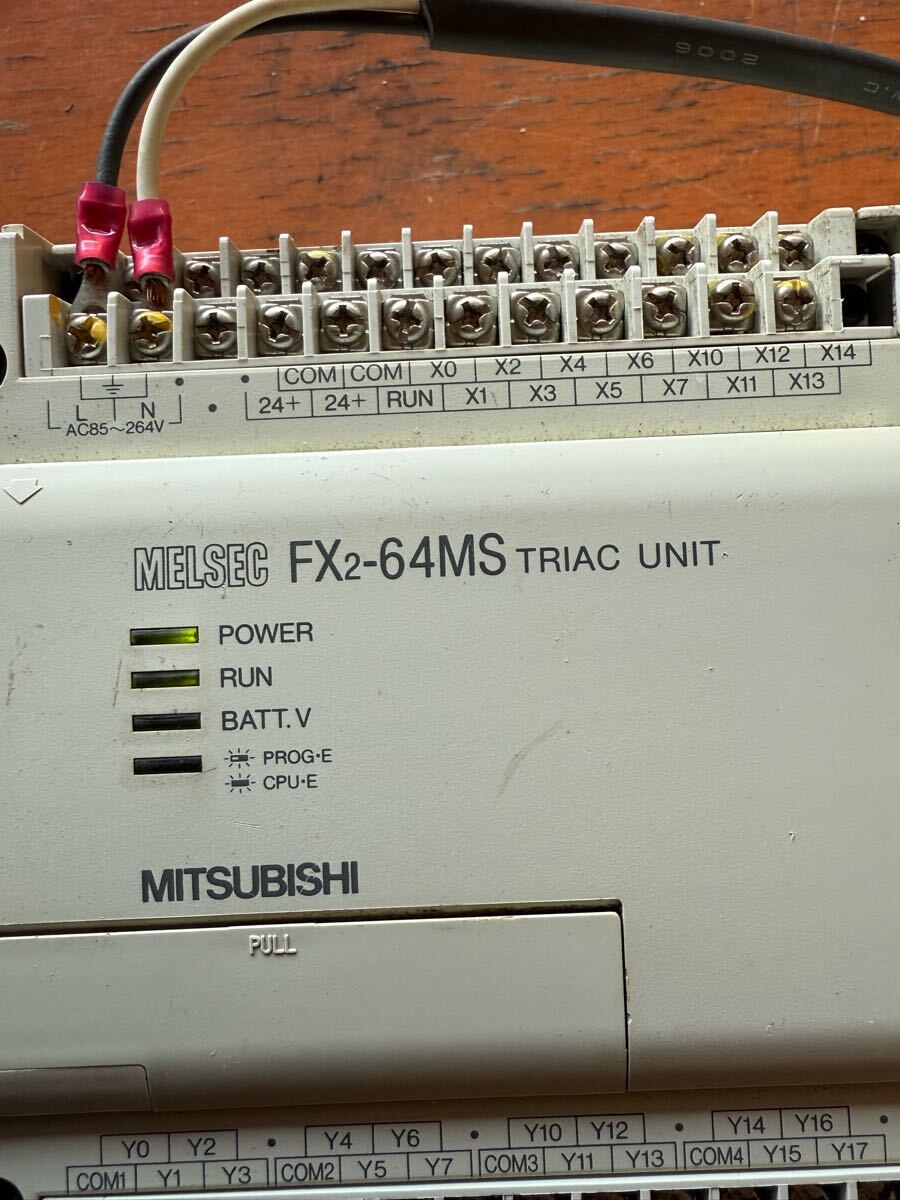 2006
COM COM X0 X2 X4 X6 X10 X12 X14
24+ 24+ RUN X1 X3 X5 X7 X11 X13
L N
AC85~264V
MELSEC FX2-64MS TRIAC UNIT
POWER
RUN
BATT.V
PROG·E
CPU·E
MITSUBISHI
PULL
Y0 Y2 Y4 Y6 Y10 Y12 Y14 Y16
COM1 Y1 Y3 COM2 Y5 Y7 COM3 Y11 Y13 COM4 Y15 Y17